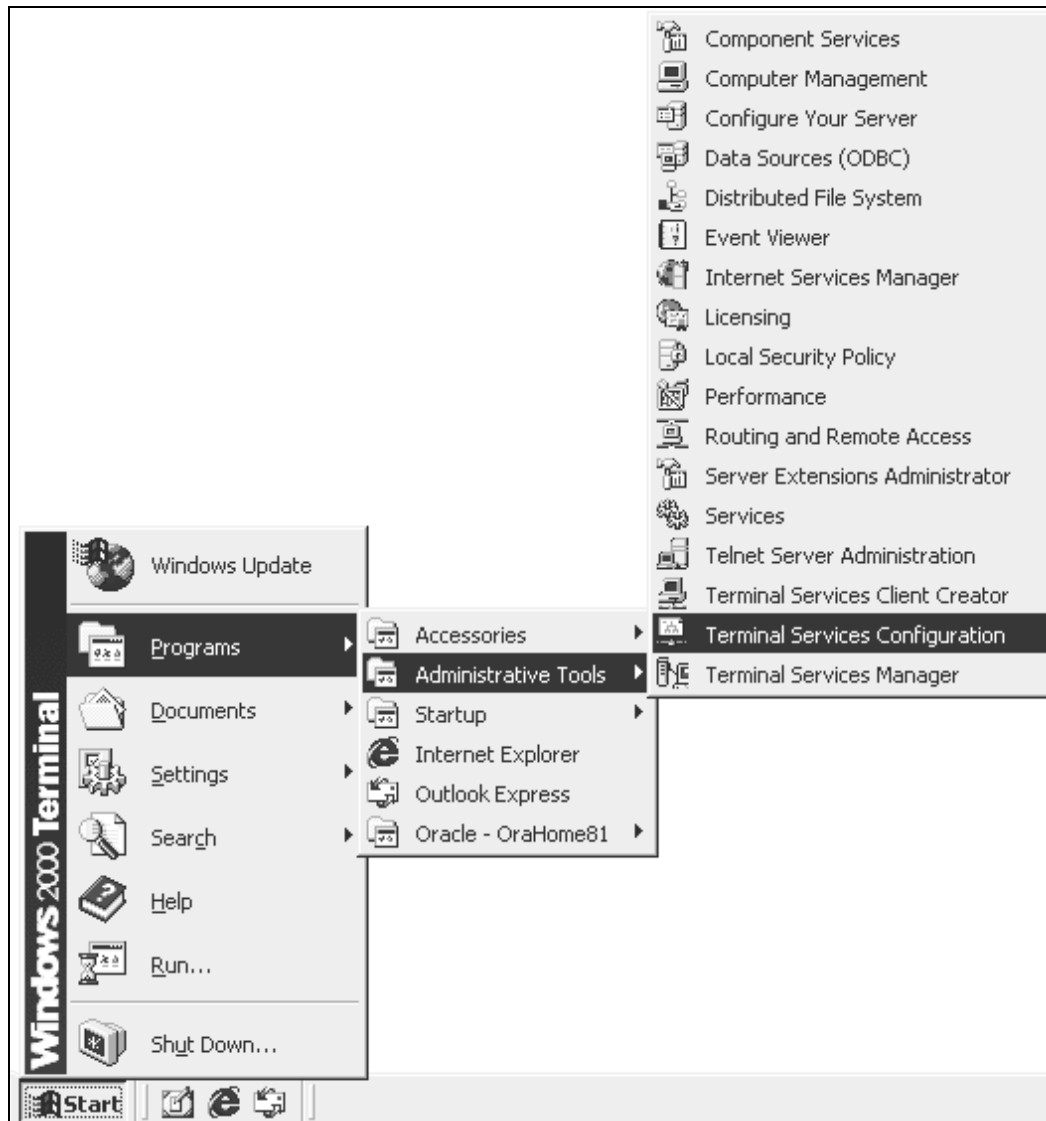 Component Services
Computer Management
Configure Your Server
Data Sources (ODBC)
Distributed File System
Event Viewer
Internet Services Manager
Licensing
Local Security Policy
Performance
Routing and Remote Access
Server Extensions Administrator
Services
Telnet Server Administration
Terminal Services Client Creator
Terminal Services Configuration
Terminal Services Manager
Accessories
Administrative Tools
Startup
Internet Explorer
Outlook Express
Oracle - OraHome81
Windows Update
Programs
Documents
Settings
Search
Help
Run...
Shut Down...
Windows 2000 Terminal
Start